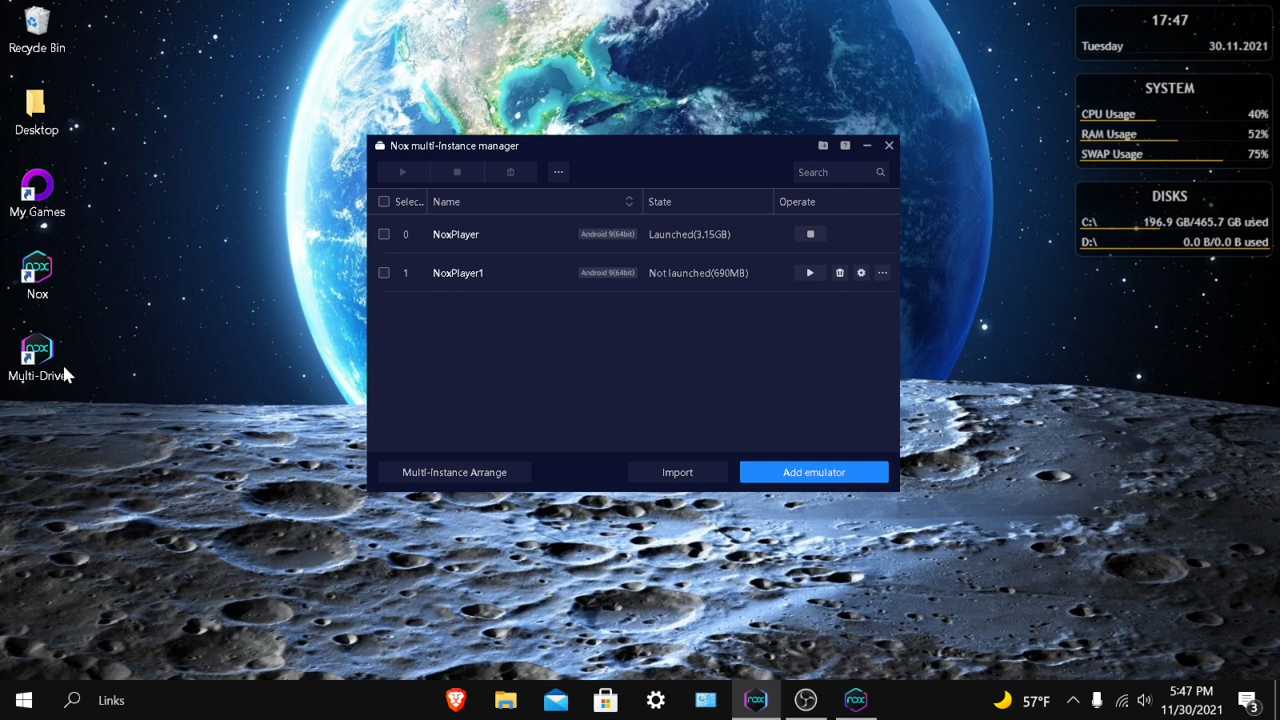 Recycle Bin
Desktop
My Games
Nox
Multi-Drive
17:47
Tuesday 30.11.2021
SYSTEM
CPU Usage 40%
RAM Usage 52%
SWAP Usage 75%
DISKS
C:\ 196.9 GB/465.7 GB used
D:\ 0.0 B/0.0 B used
Nox multi-instance manager
Search
Selec.. Name State Operate
0 NoxPlayer Android 9(64bit) Launched(3.15GB)
1 NoxPlayer1 Android 9(64bit) Not launched(690MB)
Multi-Instance Arrange Import Add emulator
Links
57°F
5:47 PM
11/30/2021
3